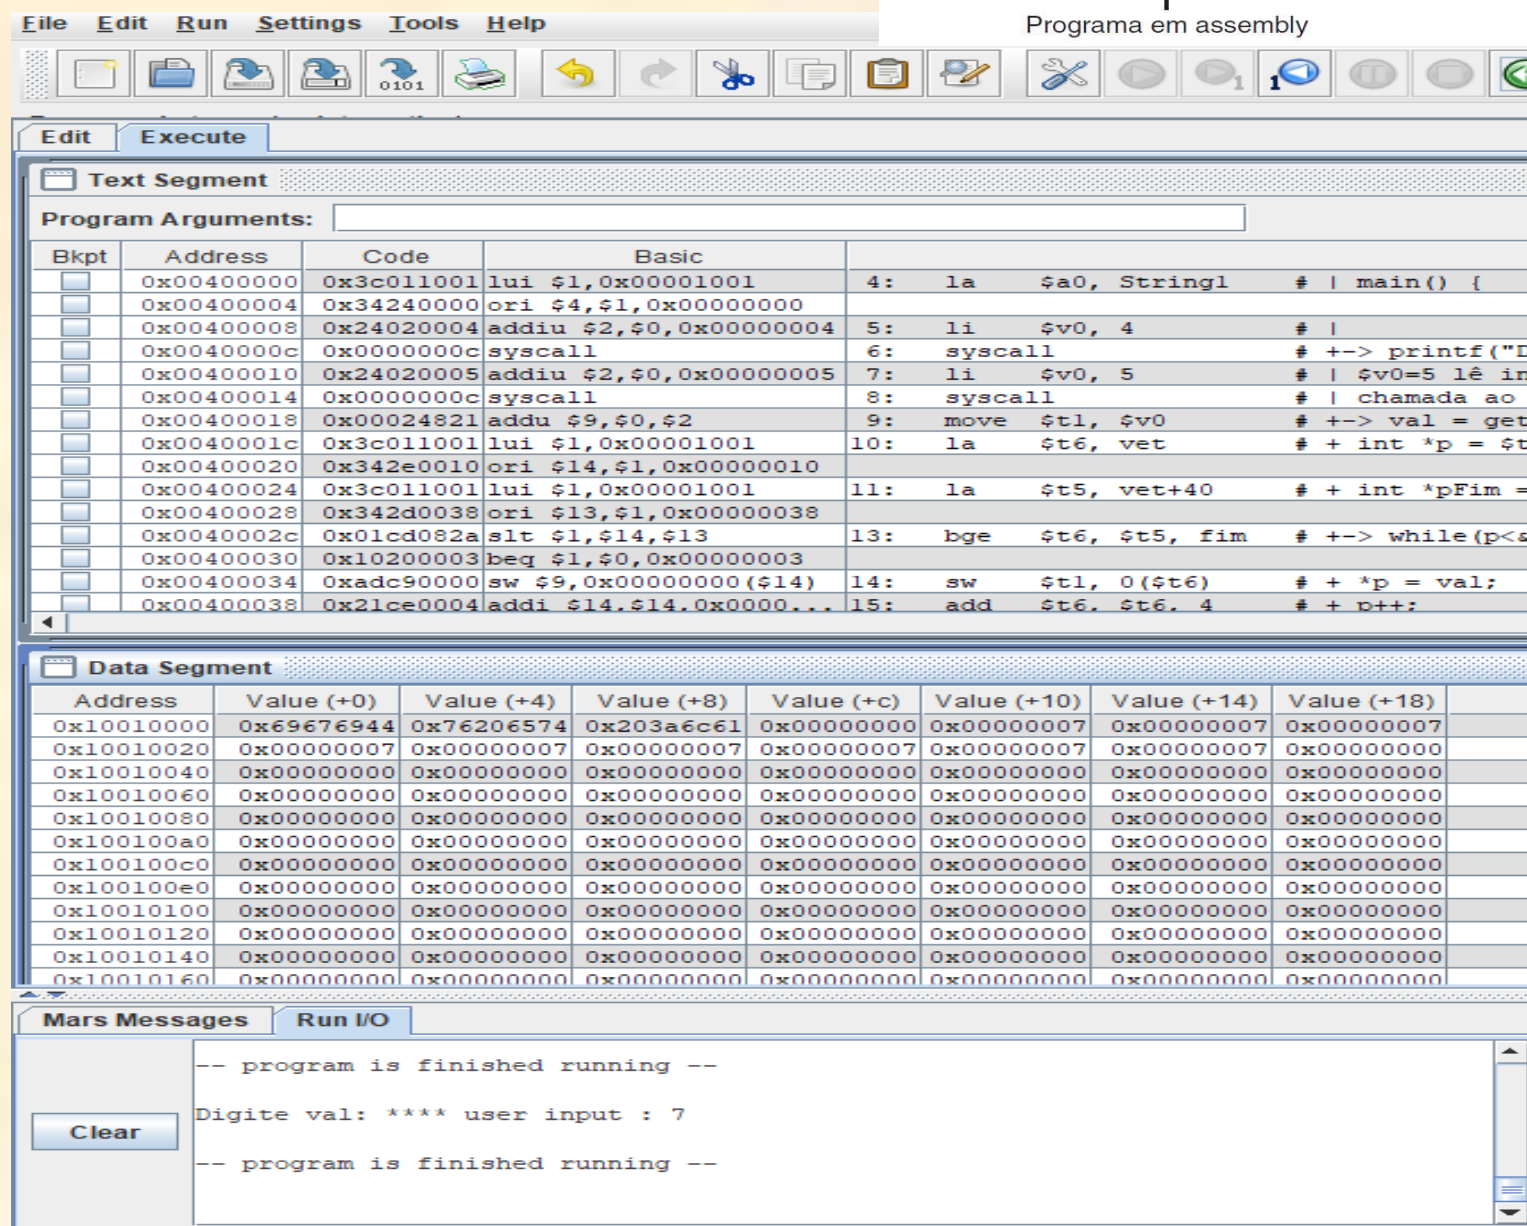 Programa em assembly
File Edit Run Settings Tools Help
0101
1
1
Edit Execute
Text Segment
Program Arguments:
Bkpt Address Code Basic
0x00400000 0x3c011001 lui $1,0x00001001 4: la $a0, String1 # | main() {
0x00400004 0x34240000 ori $4,$1,0x00000000
0x00400008 0x24020004 addiu $2,$0,0x00000004 5: li $v0, 4 # |
0x0040000c 0x0000000c syscall 6: syscall # +-> printf("D
0x00400010 0x24020005 addiu $2,$0,0x00000005 7: li $v0, 5 # | $v0=5 lê in
0x00400014 0x0000000c syscall 8: syscall # | chamada ao
0x00400018 0x00024821 addu $9,$0,$2 9: move $t1, $v0 # +-> val = get
0x0040001c 0x3c011001 lui $1,0x00001001 10: la $t6, vet # + int *p = $t
0x00400020 0x342e0010 ori $14,$1,0x00000010
0x00400024 0x3c011001 lui $1,0x00001001 11: la $t5, vet+40 # + int *pFim =
0x00400028 0x342d0038 ori $13,$1,0x00000038
0x0040002c 0x01cd082a slt $1,$14,$13 13: bge $t6, $t5, fim # +-> while(p<&
0x00400030 0x10200003 beq $1,$0,0x00000003
0x00400034 0xadc90000 sw $9,0x00000000($14) 14: sw $t1, 0($t6) # + *p = val;
0x00400038 0x21ce0004 addi $14,$14,0x0000... 15: add $t6, $t6, 4 # + p++;
Data Segment
Address Value (+0) Value (+4) Value (+8) Value (+c) Value (+10) Value (+14) Value (+18)
0x10010000 0x69676944 0x76206574 0x203a6c61 0x00000000 0x00000007 0x00000007 0x00000007
0x10010020 0x00000007 0x00000007 0x00000007 0x00000007 0x00000007 0x00000007 0x00000000
0x10010040 0x00000000 0x00000000 0x00000000 0x00000000 0x00000000 0x00000000 0x00000000
0x10010060 0x00000000 0x00000000 0x00000000 0x00000000 0x00000000 0x00000000 0x00000000
0x10010080 0x00000000 0x00000000 0x00000000 0x00000000 0x00000000 0x00000000 0x00000000
0x100100a0 0x00000000 0x00000000 0x00000000 0x00000000 0x00000000 0x00000000 0x00000000
0x100100c0 0x00000000 0x00000000 0x00000000 0x00000000 0x00000000 0x00000000 0x00000000
0x100100e0 0x00000000 0x00000000 0x00000000 0x00000000 0x00000000 0x00000000 0x00000000
0x10010100 0x00000000 0x00000000 0x00000000 0x00000000 0x00000000 0x00000000 0x00000000
0x10010120 0x00000000 0x00000000 0x00000000 0x00000000 0x00000000 0x00000000 0x00000000
0x10010140 0x00000000 0x00000000 0x00000000 0x00000000 0x00000000 0x00000000 0x00000000
0x10010160 0x00000000 0x00000000 0x00000000 0x00000000 0x00000000 0x00000000 0x00000000
Mars Messages Run I/O
-- program is finished running --
Digite val: **** user input : 7
Clear
-- program is finished running --